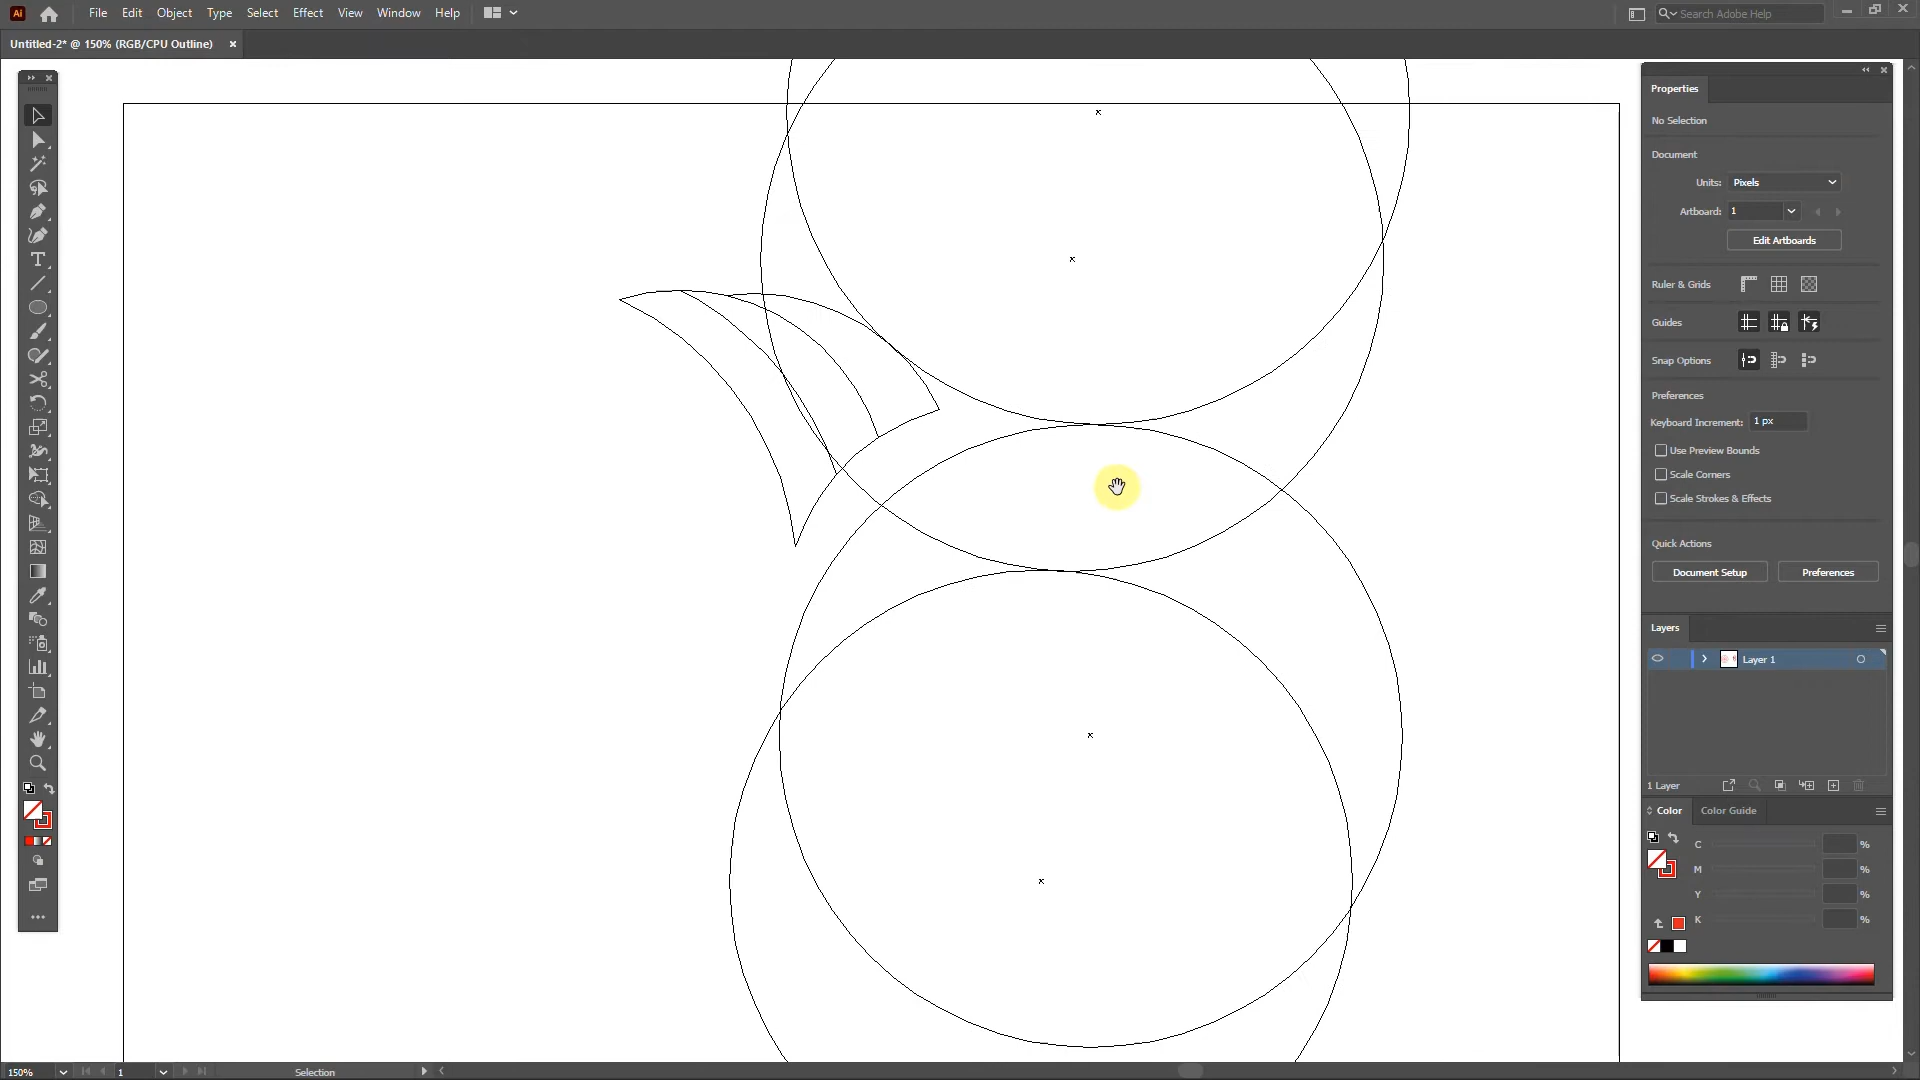 Ai File Edit Object Type Select Effect View Window Help Search Adobe Help
Untitled-2* @ 150% (RGB/CPU Outline)
Properties
No Selection
Document
Units: Pixels
Artboard: 1
Edit Artboards
Ruler & Grids
Guides
Snap Options
Preferences
Keyboard Increment: 1 px
Use Preview Bounds
Scale Corners
Scale Strokes & Effects
Quick Actions
Document Setup Preferences
Layers
Layer 1
1 Layer
Color Color Guide
C %
M %
Y %
K %
150% 1 Selection